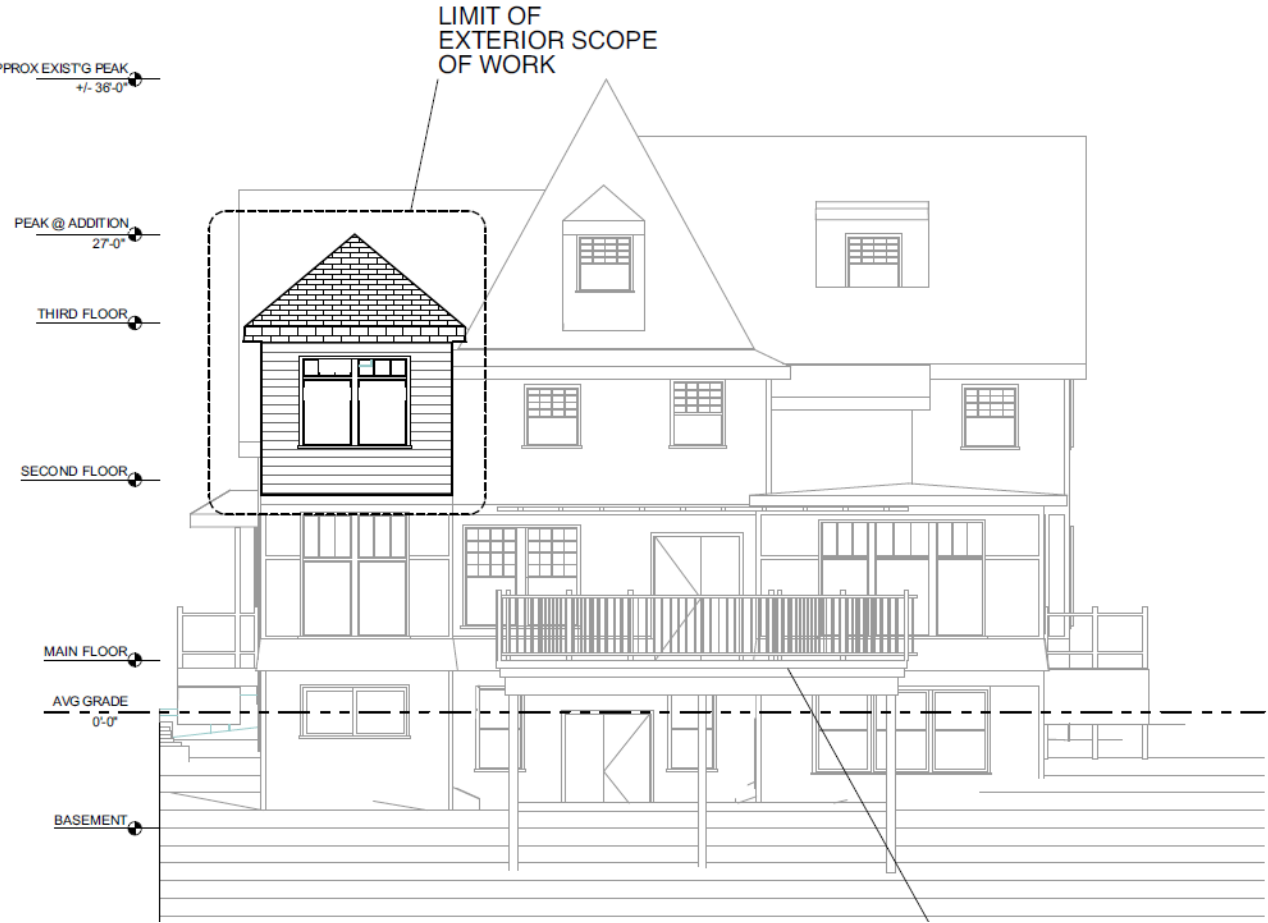 LIMIT OF
EXTERIOR SCOPE
OF WORK
PPROX EXIST'G PEAK
+/- 36'-0"
PEAK @ ADDITION
27'-0"
THIRD FLOOR
SECOND FLOOR
MAIN FLOOR
AVG GRADE
0'-0"
BASEMENT